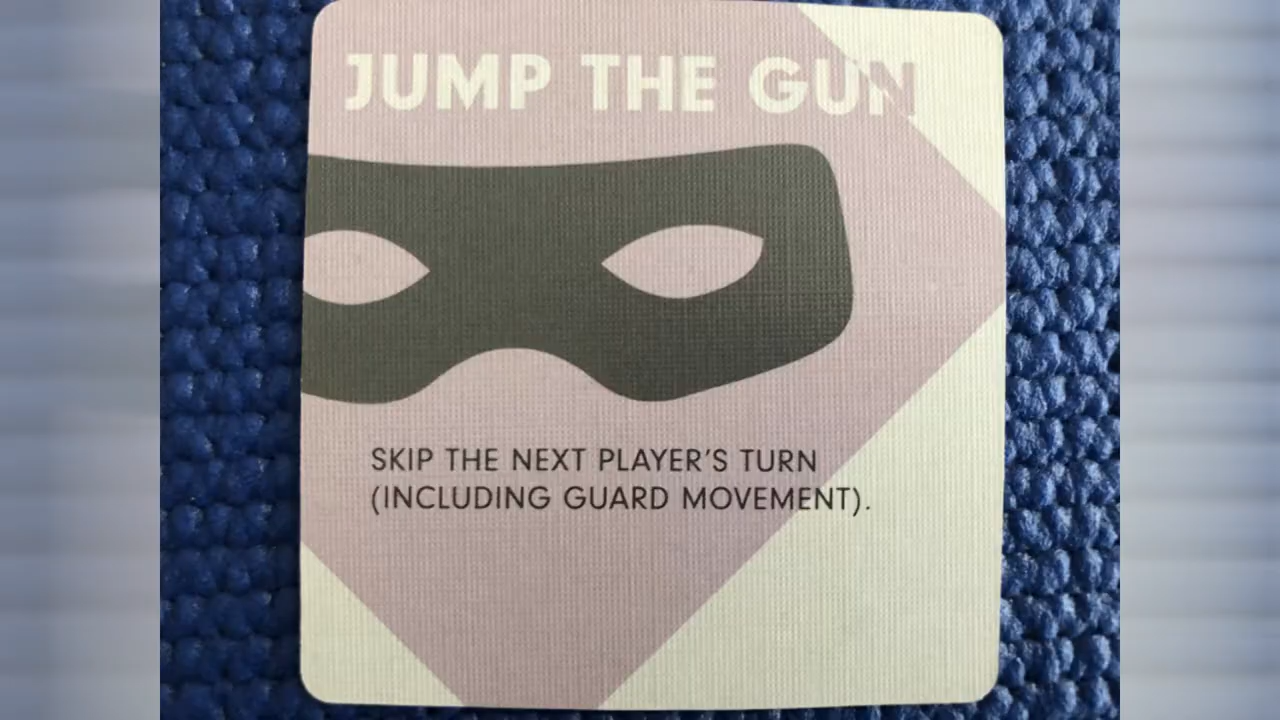 JUMP THE GUN
SKIP THE NEXT PLAYER'S TURN
(INCLUDING GUARD MOVEMENT).